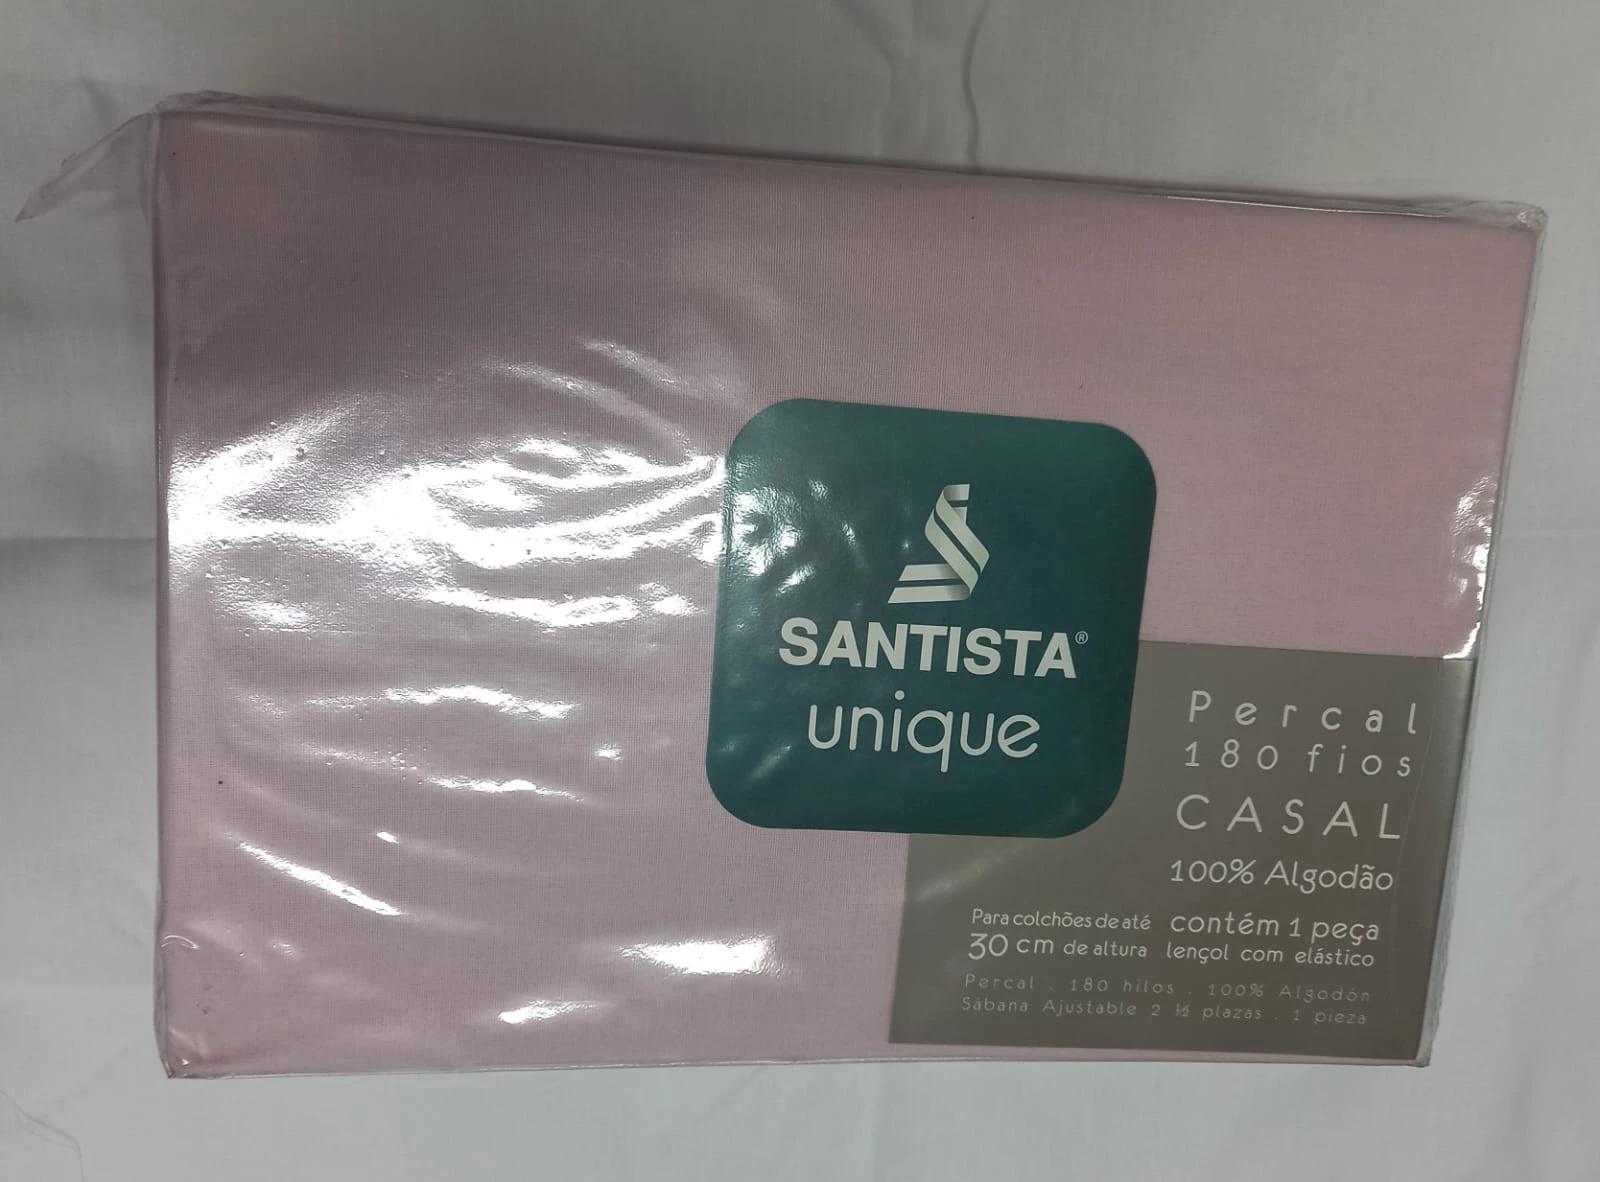 SANTISTA®
unique
Percal
180 fios
CASAL
100% Algodão
Para colchões de até
30 cm de altura
contém 1 peça
lençol com elástico
Percal . 180 hilos . 100% Algodón
Sábana Ajustable 2 ½ plazas . 1 pieza